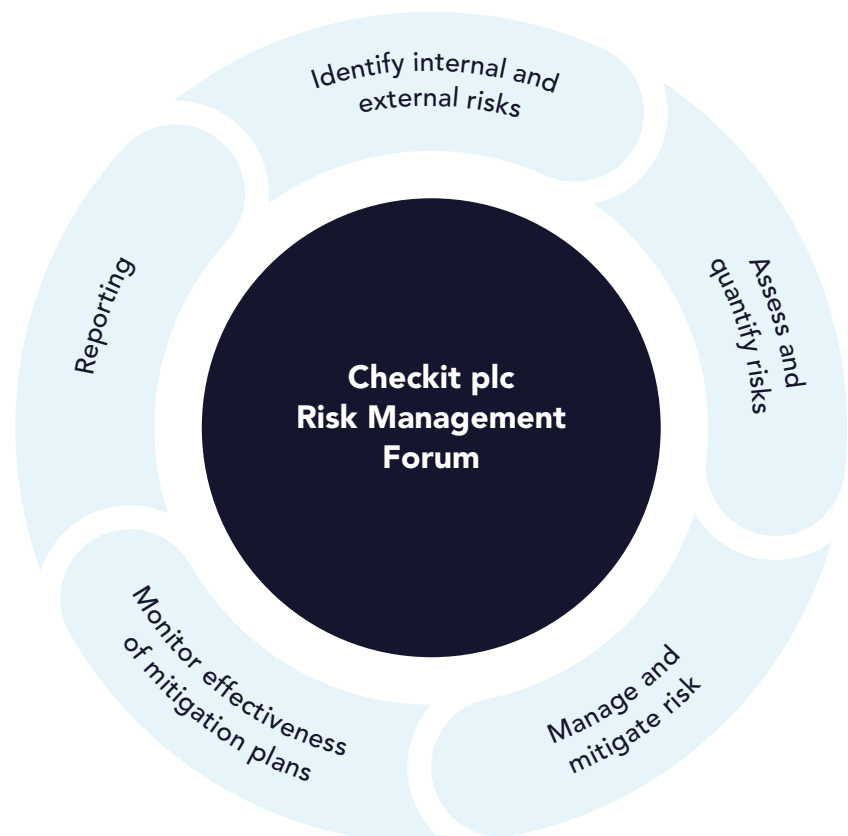 Identify internal and
external risks
Assess and
quantify risks
Manage and
mitigate risk
Monitor effectiveness
of mitigation plans
Reporting
Checkit plc
Risk Management
Forum